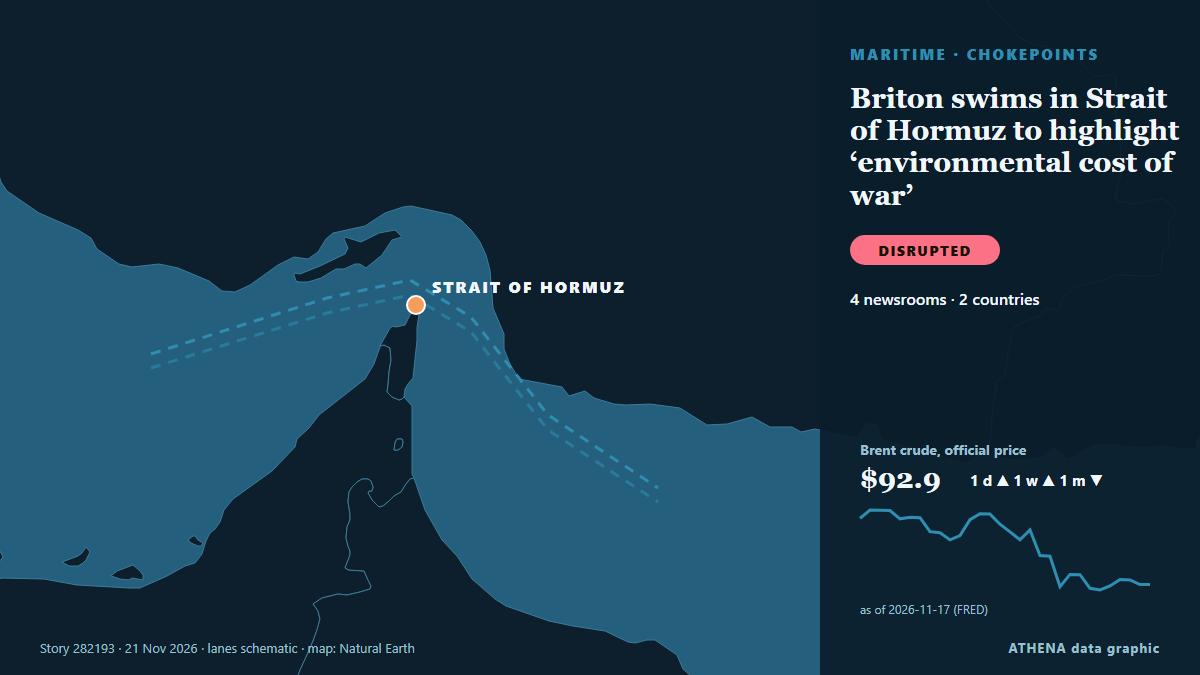 MARITIME · CHOKEPOINTS
Briton swims in Strait
of Hormuz to highlight
‘environmental cost of
war’
DISRUPTED
4 newsrooms · 2 countries
STRAIT OF HORMUZ
Brent crude, official price
$92.9 1 d ▲ 1 w ▲ 1 m ▼
as of 2026-11-17 (FRED)
Story 282193 · 21 Nov 2026 · lanes schematic · map: Natural Earth
ATHENA data graphic